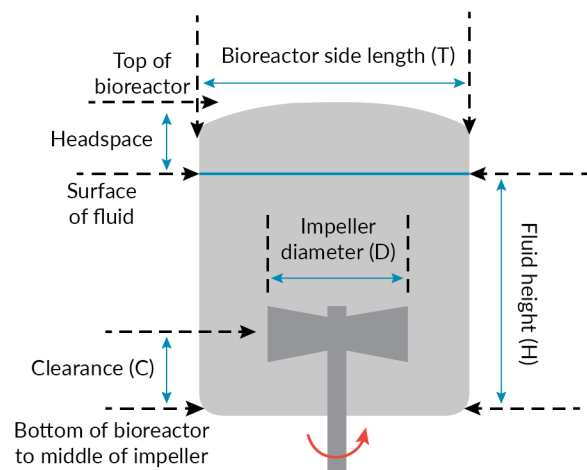 Top of
bioreactor
Bioreactor side length (T)
Headspace
Surface
of fluid
Impeller
diameter (D)
Fluid height (H)
Clearance (C)
Bottom of bioreactor
to middle of impeller